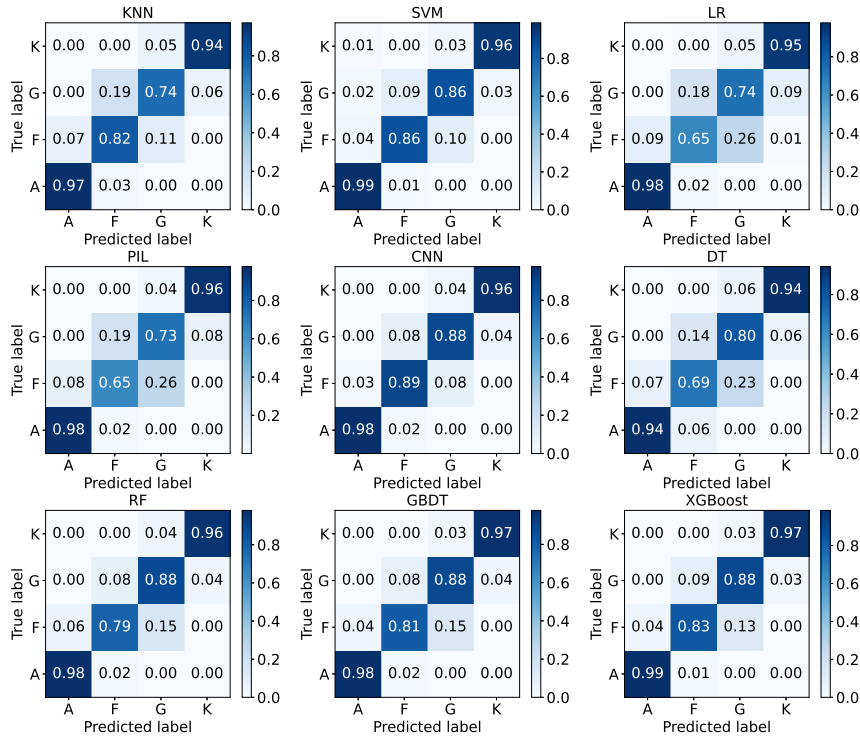 KNN SVM LR
K 0.00 0.00 0.05 0.94 K 0.01 0.00 0.03 0.96 K 0.00 0.00 0.05 0.95
0.8 0.8 0.8
G 0.00 0.19 0.74 0.06 G 0.02 0.09 0.86 0.03 G 0.00 0.18 0.74 0.09
0.6 0.6 0.6
True label True label True label
0.4 0.4 0.4
F 0.07 0.82 0.11 0.00 F 0.04 0.86 0.10 0.00 F 0.09 0.65 0.26 0.01
0.2 0.2 0.2
A 0.97 0.03 0.00 0.00 A 0.99 0.01 0.00 0.00 A 0.98 0.02 0.00 0.00
0.0 0.0 0.0
A F G K A F G K A F G K
Predicted label Predicted label Predicted label
PIL CNN DT
K 0.00 0.00 0.04 0.96 K 0.00 0.00 0.04 0.96 K 0.00 0.00 0.06 0.94
0.8 0.8 0.8
G 0.00 0.19 0.73 0.08 G 0.00 0.08 0.88 0.04 G 0.00 0.14 0.80 0.06
0.6 0.6 0.6
True label True label True label
0.4 0.4 0.4
F 0.08 0.65 0.26 0.00 F 0.03 0.89 0.08 0.00 F 0.07 0.69 0.23 0.00
0.2 0.2 0.2
A 0.98 0.02 0.00 0.00 A 0.98 0.02 0.00 0.00 A 0.94 0.06 0.00 0.00
0.0 0.0
A F G K A F G K A F G K
Predicted label Predicted label Predicted label
RF GBDT XGBoost
K 0.00 0.00 0.04 0.96 K 0.00 0.00 0.03 0.97 K 0.00 0.00 0.03 0.97
0.8 0.8 0.8
G 0.00 0.08 0.88 0.04 G 0.00 0.08 0.88 0.04 G 0.00 0.09 0.88 0.03
0.6 0.6 0.6
True label True label True label
0.4 0.4 0.4
F 0.06 0.79 0.15 0.00 F 0.04 0.81 0.15 0.00 F 0.04 0.83 0.13 0.00
0.2 0.2 0.2
A 0.98 0.02 0.00 0.00 A 0.98 0.02 0.00 0.00 A 0.99 0.01 0.00 0.00
0.0 0.0 0.0
A F G K A F G K A F G K
Predicted label Predicted label Predicted label